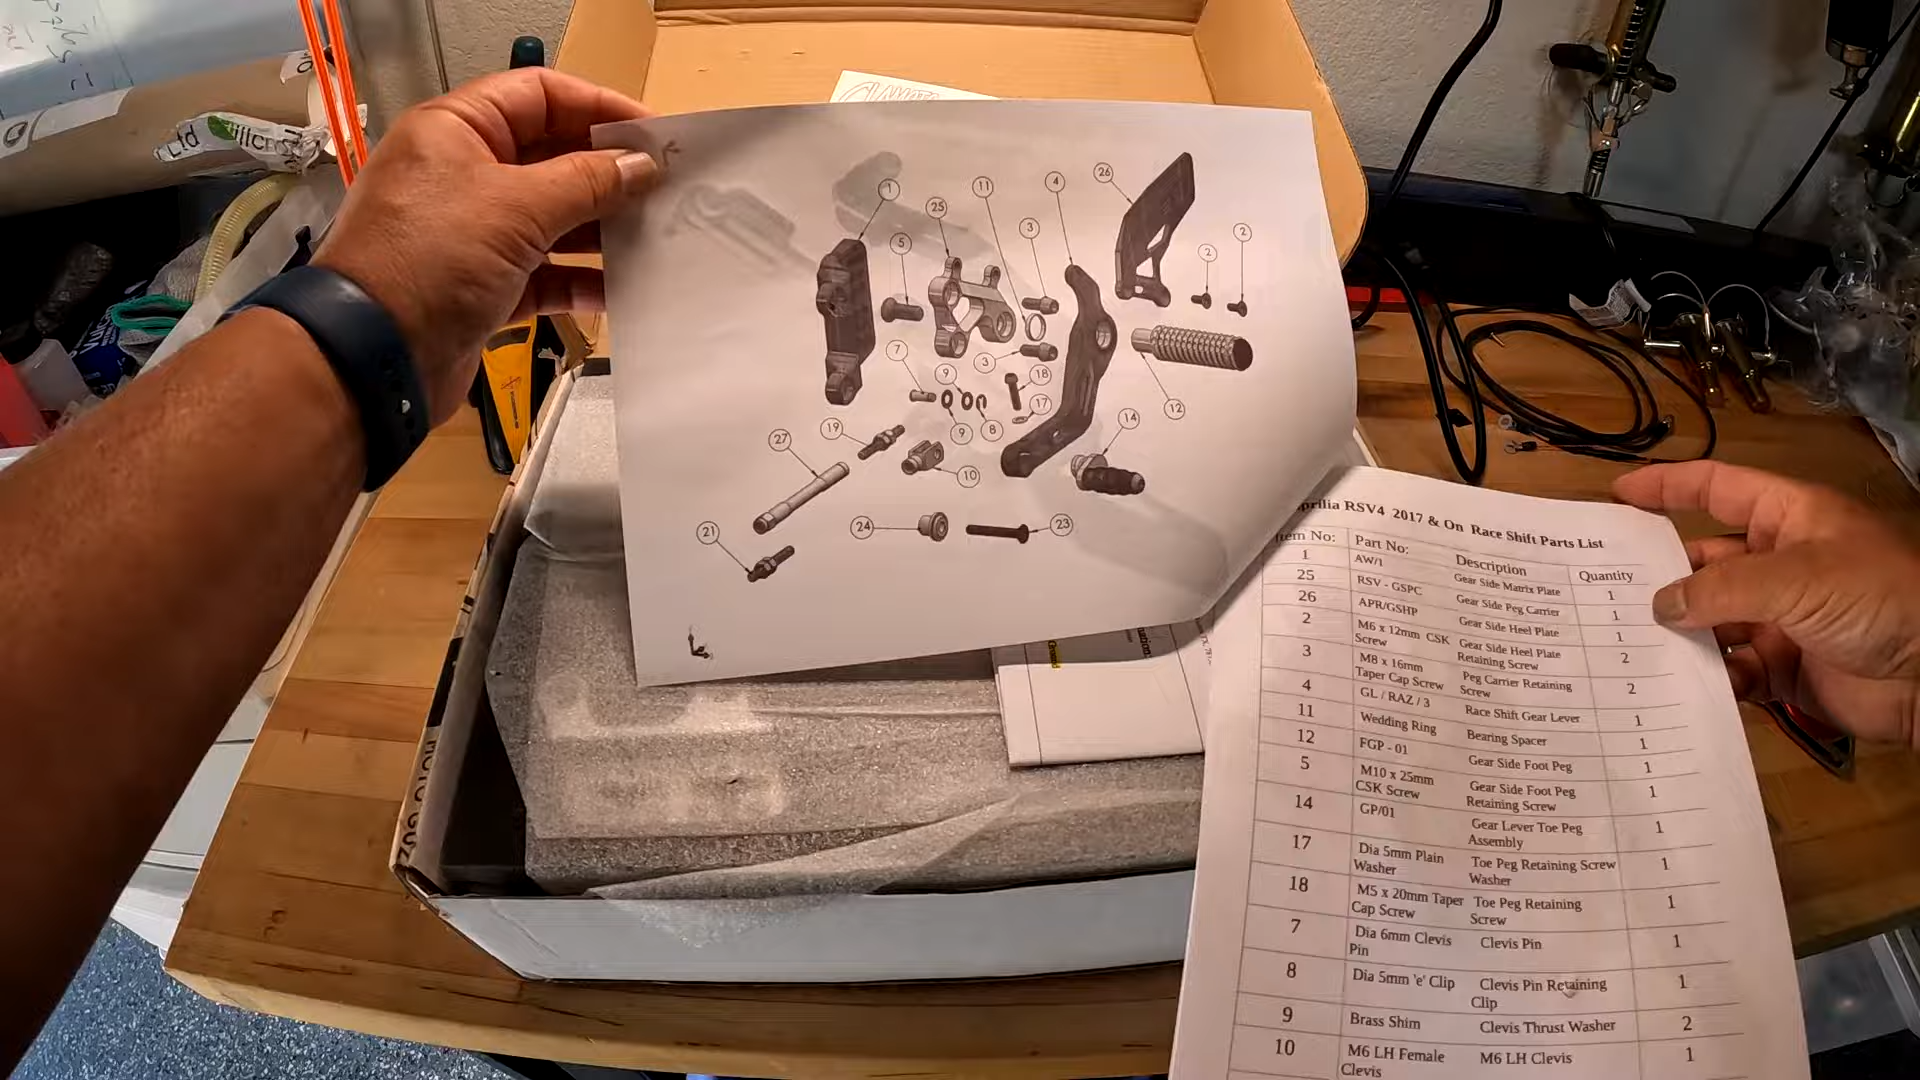 Ltd
1
25
11
4
26
5
3
2
2
7
9
3
18
12
9
8
17
14
19
27
10
21
24
23
prilia RSV4 2017 & On Race Shift Parts List
Item No: Part No: Description Quantity
1 AW/1 Gear Side Matrix Plate 1
25 RSV - GSPC Gear Side Peg Carrier 1
26 APR/GSHP Gear Side Heel Plate 1
2 M6 x 12mm CSK Screw Gear Side Heel Plate Retaining Screw 2
3 M8 x 16mm Taper Cap Screw Peg Carrier Retaining Screw 2
4 GL / RAZ / 3 Race Shift Gear Lever 1
11 Wedding Ring Bearing Spacer 1
12 FGP - 01 Gear Side Foot Peg 1
5 M10 x 25mm CSK Screw Gear Side Foot Peg Retaining Screw 1
14 GP/01 Gear Lever Toe Peg Assembly 1
17 Dia 5mm Plain Washer Toe Peg Retaining Screw Washer 1
18 M5 x 20mm Taper Cap Screw Toe Peg Retaining Screw 1
7 Dia 6mm Clevis Pin Clevis Pin 1
8 Dia 5mm 'e' Clip Clevis Pin Retaining Clip 1
9 Brass Shim Clevis Thrust Washer 2
10 M6 LH Female Clevis M6 LH Clevis 1